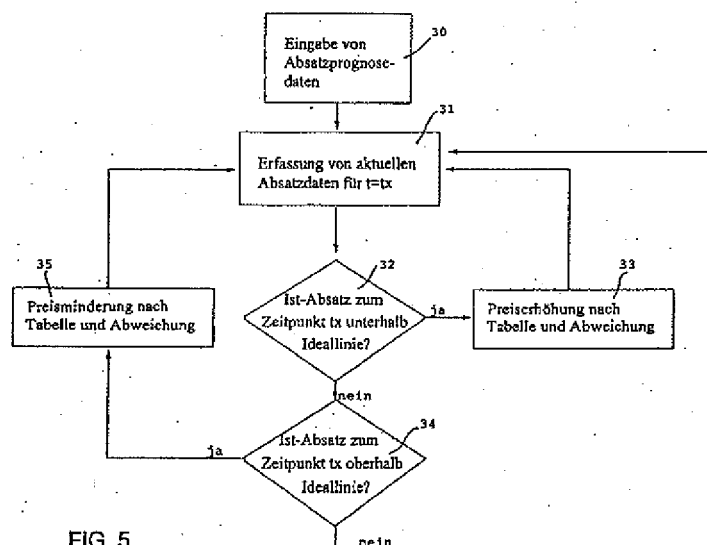 30
Eingabe von
Absatzprognose-
daten
31
Erfassung von aktuellen
Absatzdaten für t=tx
35
Preisminderung nach
Tabelle und Abweichung
32
Ist-Absatz zum
Zeitpunkt tx unterhalb
Ideallinie?
ja
33
Preiserhöhung nach
Tabelle und Abweichung
nein
34
Ist-Absatz zum
Zeitpunkt tx oberhalb
Ideallinie?
ja
FIG. 5
nein